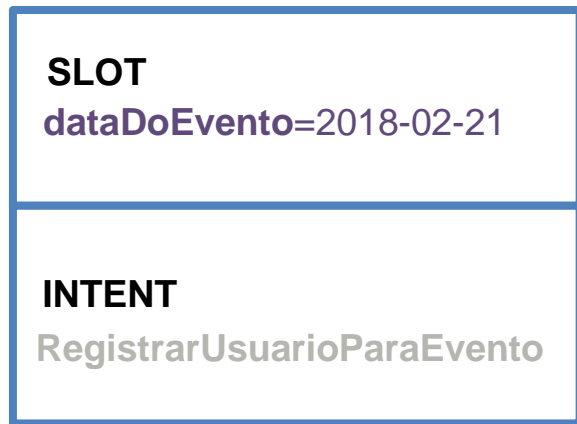 SLOT
dataDoEvento=2018-02-21
INTENT
RegistrarUsuarioParaEvento